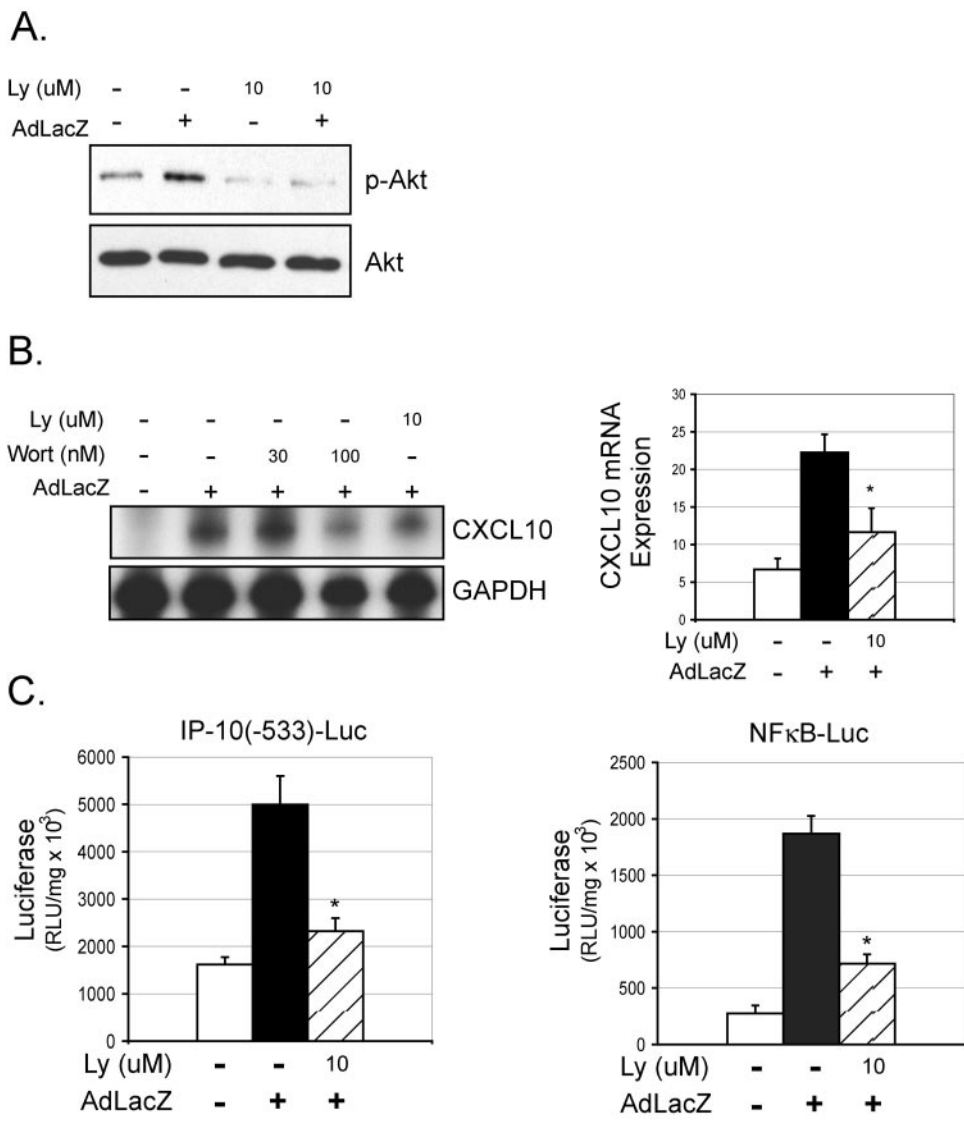 A.
Ly (uM) - - 10 10
AdLacZ - + - +
p-Akt
Akt
B.
Ly (uM) - - - - 10
Wort (nM) - - 30 100 -
AdLacZ - + + + +
CXCL10
GAPDH
CXCL10 mRNA
Expression
30
25
20
15
10
5
0
*
Ly (uM) - - 10
AdLacZ - + +
C.
IP-10(-533)-Luc
Luciferase
(RLU/mg x 10³)
6000
5000
4000
3000
2000
1000
0
*
Ly (uM) - - 10
AdLacZ - + +
NFκB-Luc
Luciferase
(RLU/mg x 10³)
2500
2000
1500
1000
500
0
*
Ly (uM) - - 10
AdLacZ - + +